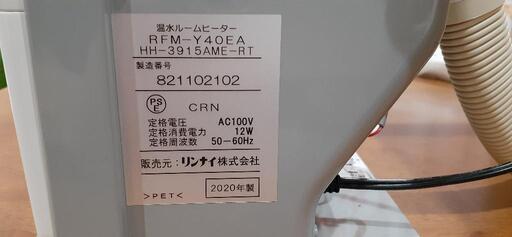 温水ルームヒーター
RFM-Y40EA
HH-3915AME-RT
製造番号
821102102
PS
E
CRN
定格電圧 AC100V
定格消費電力 12W
定格周波数 50-60Hz
販売元：リンナイ株式会社
2020年製
>PET<